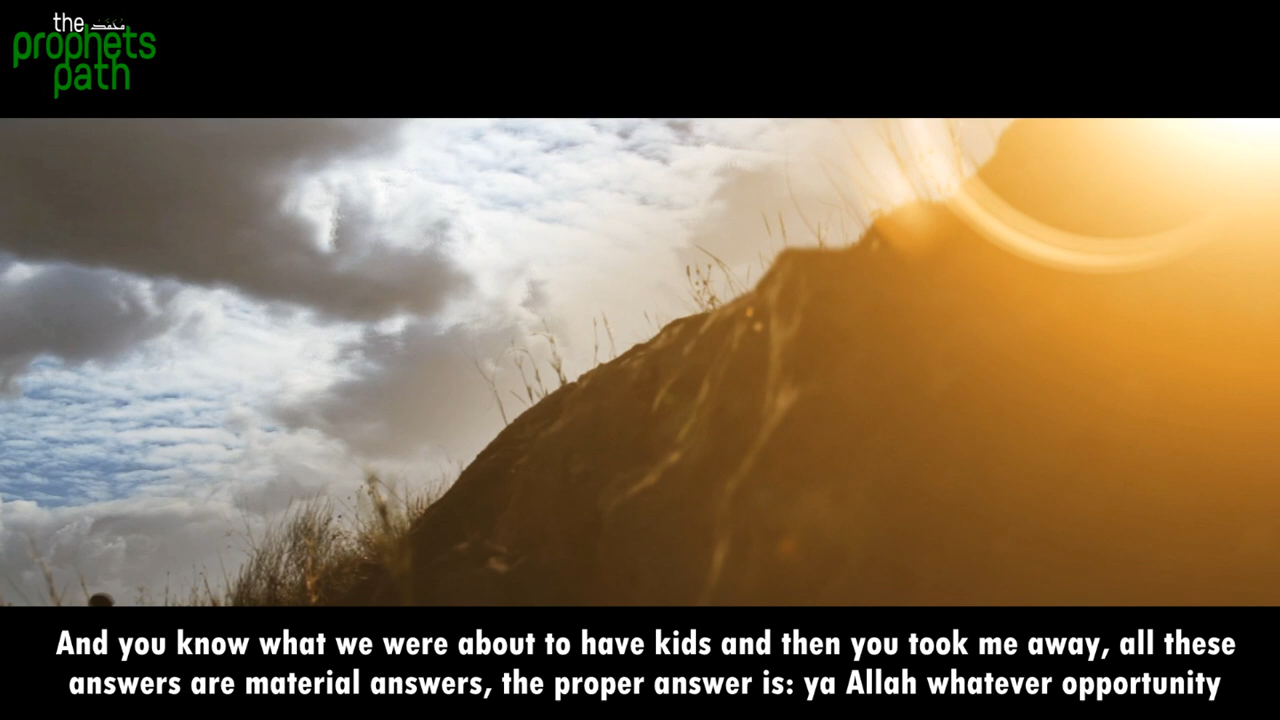 the محمد
prophets
path
And you know what we were about to have kids and then you took me away, all these
answers are material answers, the proper answer is: ya Allah whatever opportunity